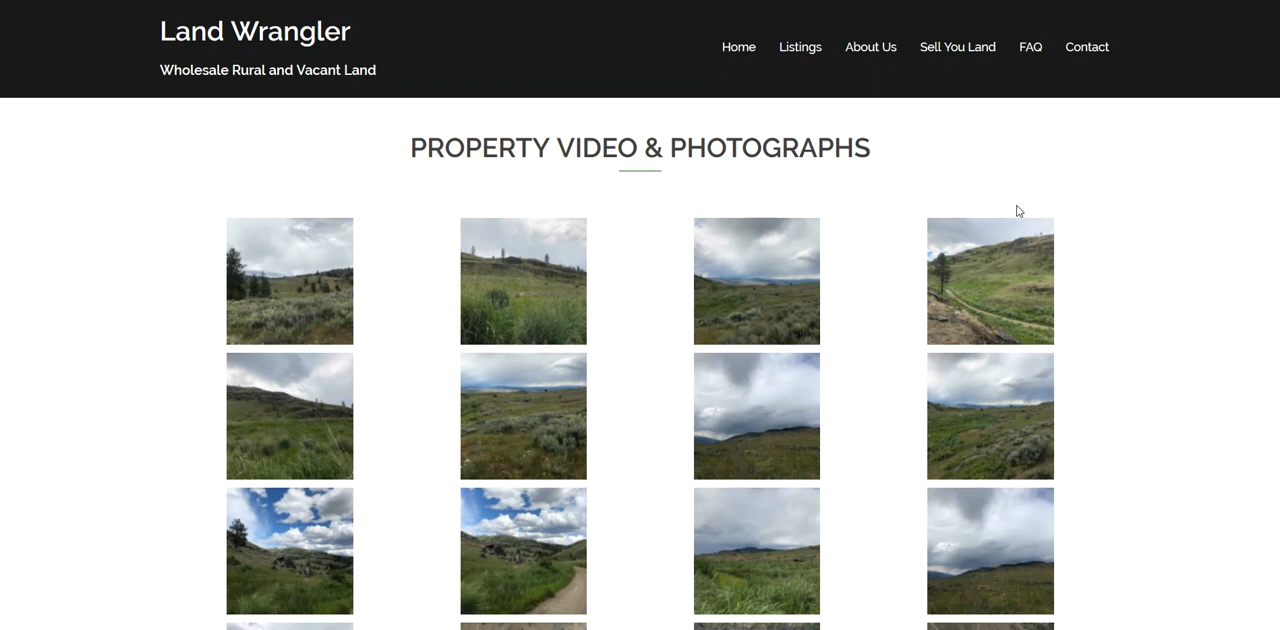 Land Wrangler
Wholesale Rural and Vacant Land
Home Listings About Us Sell You Land FAQ Contact
PROPERTY VIDEO & PHOTOGRAPHS